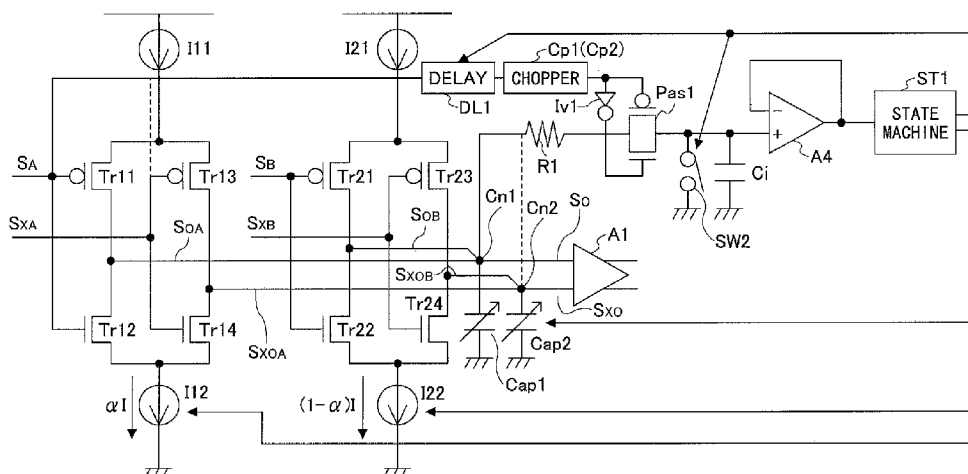 I11
I21
Cp1(Cp2)
DELAY
DL1
CHOPPER
Iv1
Pas1
ST1
STATE
MACHINE
R1
A4
Ci
SW2
SA
Tr11
Tr13
SB
Tr21
Tr23
SXA
SOA
SXB
SOB
Cn1
Cn2
SO
A1
SXOB
Tr12
Tr14
SXOA
Tr22
Tr24
SXO
Cap2
Cap1
αI
I12
(1-α)I
I22
-
+